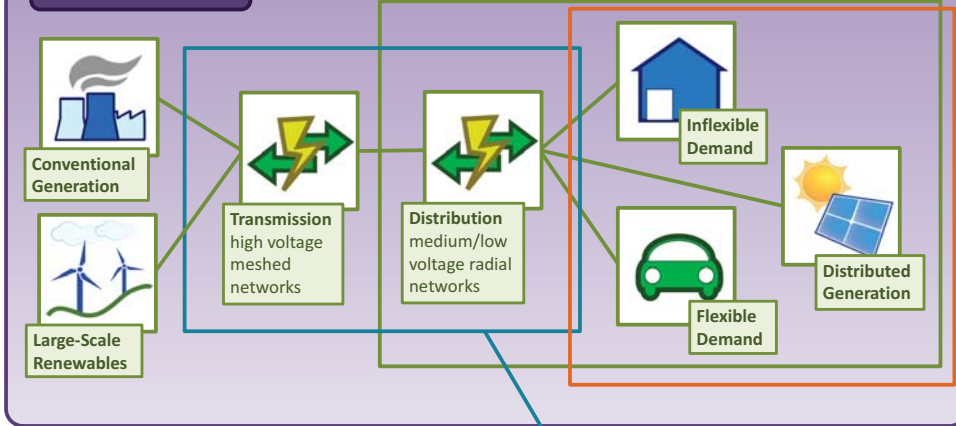 Conventional
Generation
Large-Scale
Renewables
Transmission
high voltage
meshed
networks
Distribution
medium/low
voltage radial
networks
Inflexible
Demand
Flexible
Demand
Distributed
Generation